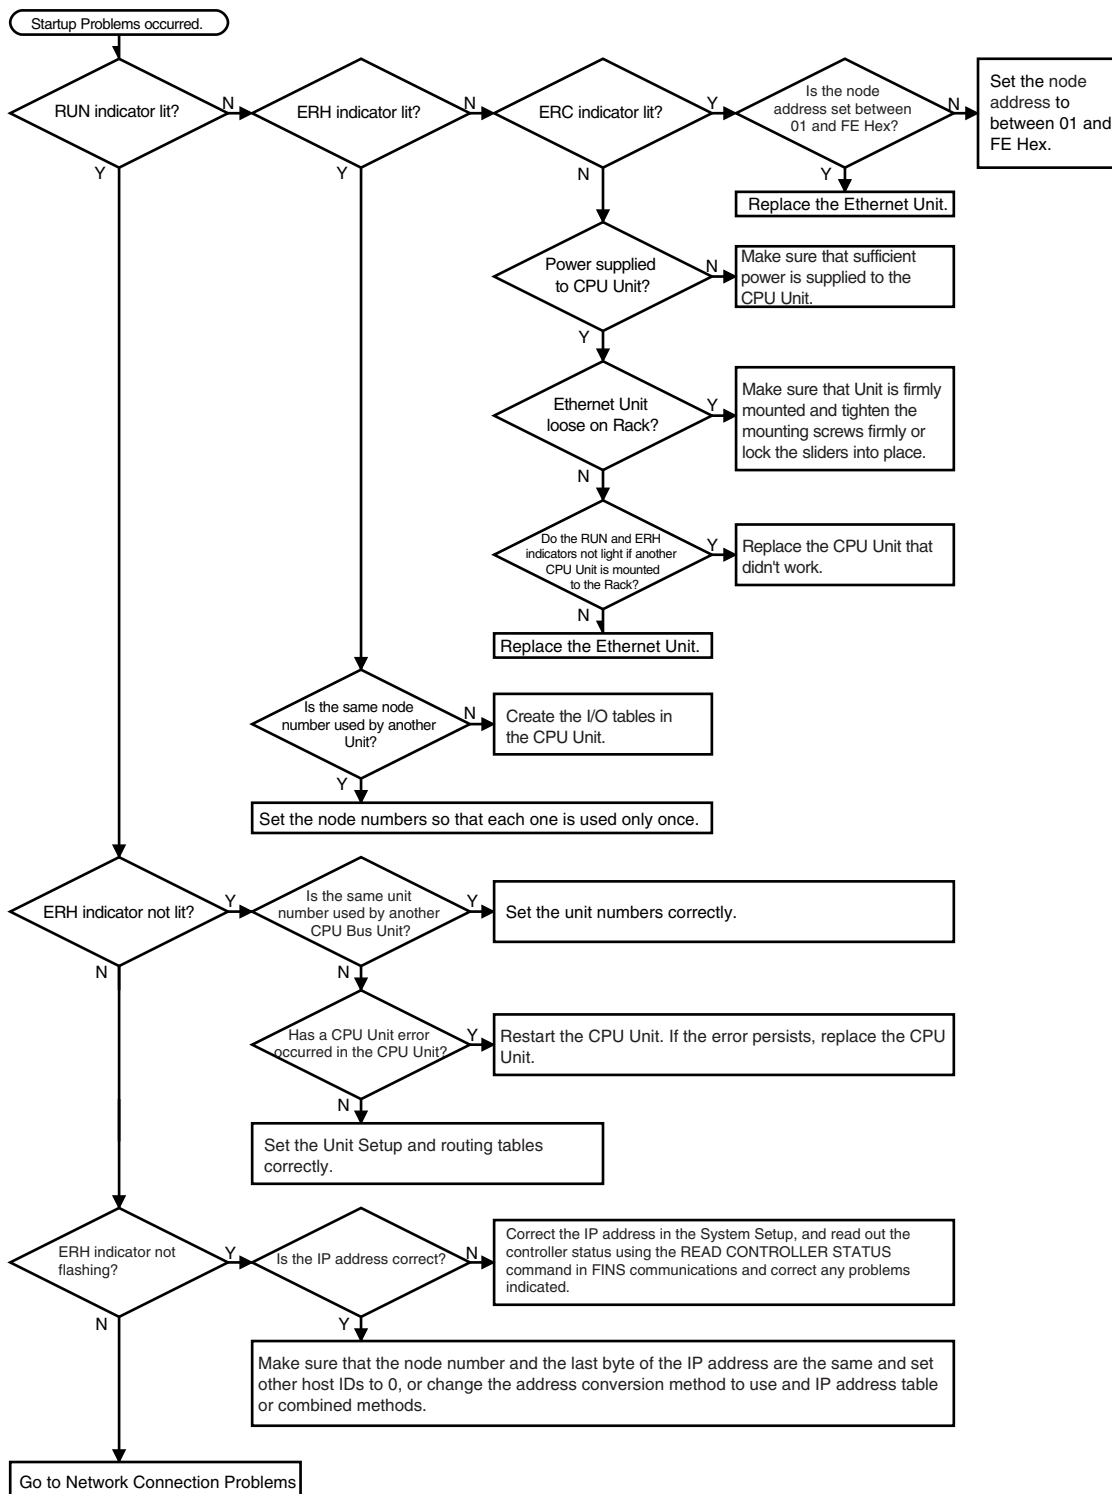 Startup Problems occurred.
RUN indicator lit?
N
Y
ERH indicator lit?
N
Y
ERC indicator lit?
Y
N
Is the node
address set between
01 and FE Hex?
N
Y
Set the node
address to
between 01 and
FE Hex.
Replace the Ethernet Unit.
Power supplied
to CPU Unit?
N
Y
Make sure that sufficient
power is supplied to the
CPU Unit.
Ethernet Unit
loose on Rack?
Y
N
Make sure that Unit is firmly
mounted and tighten the
mounting screws firmly or
lock the sliders into place.
Do the RUN and ERH
indicators not light if another
CPU Unit is mounted
to the Rack?
Y
N
Replace the CPU Unit that
didn't work.
Replace the Ethernet Unit.
Is the same node
number used by another
Unit?
N
Y
Create the I/O tables in
the CPU Unit.
Set the node numbers so that each one is used only once.
ERH indicator not lit?
Y
N
Is the same unit
number used by another
CPU Bus Unit?
Y
N
Set the unit numbers correctly.
Has a CPU Unit error
occurred in the CPU Unit?
Y
N
Restart the CPU Unit. If the error persists, replace the CPU
Unit.
Set the Unit Setup and routing tables
correctly.
ERH indicator not
flashing?
Y
N
Is the IP address correct?
N
Y
Correct the IP address in the System Setup, and read out the
controller status using the READ CONTROLLER STATUS
command in FINS communications and correct any problems
indicated.
Make sure that the node number and the last byte of the IP address are the same and set
other host IDs to 0, or change the address conversion method to use and IP address table
or combined methods.
Go to Network Connection Problems